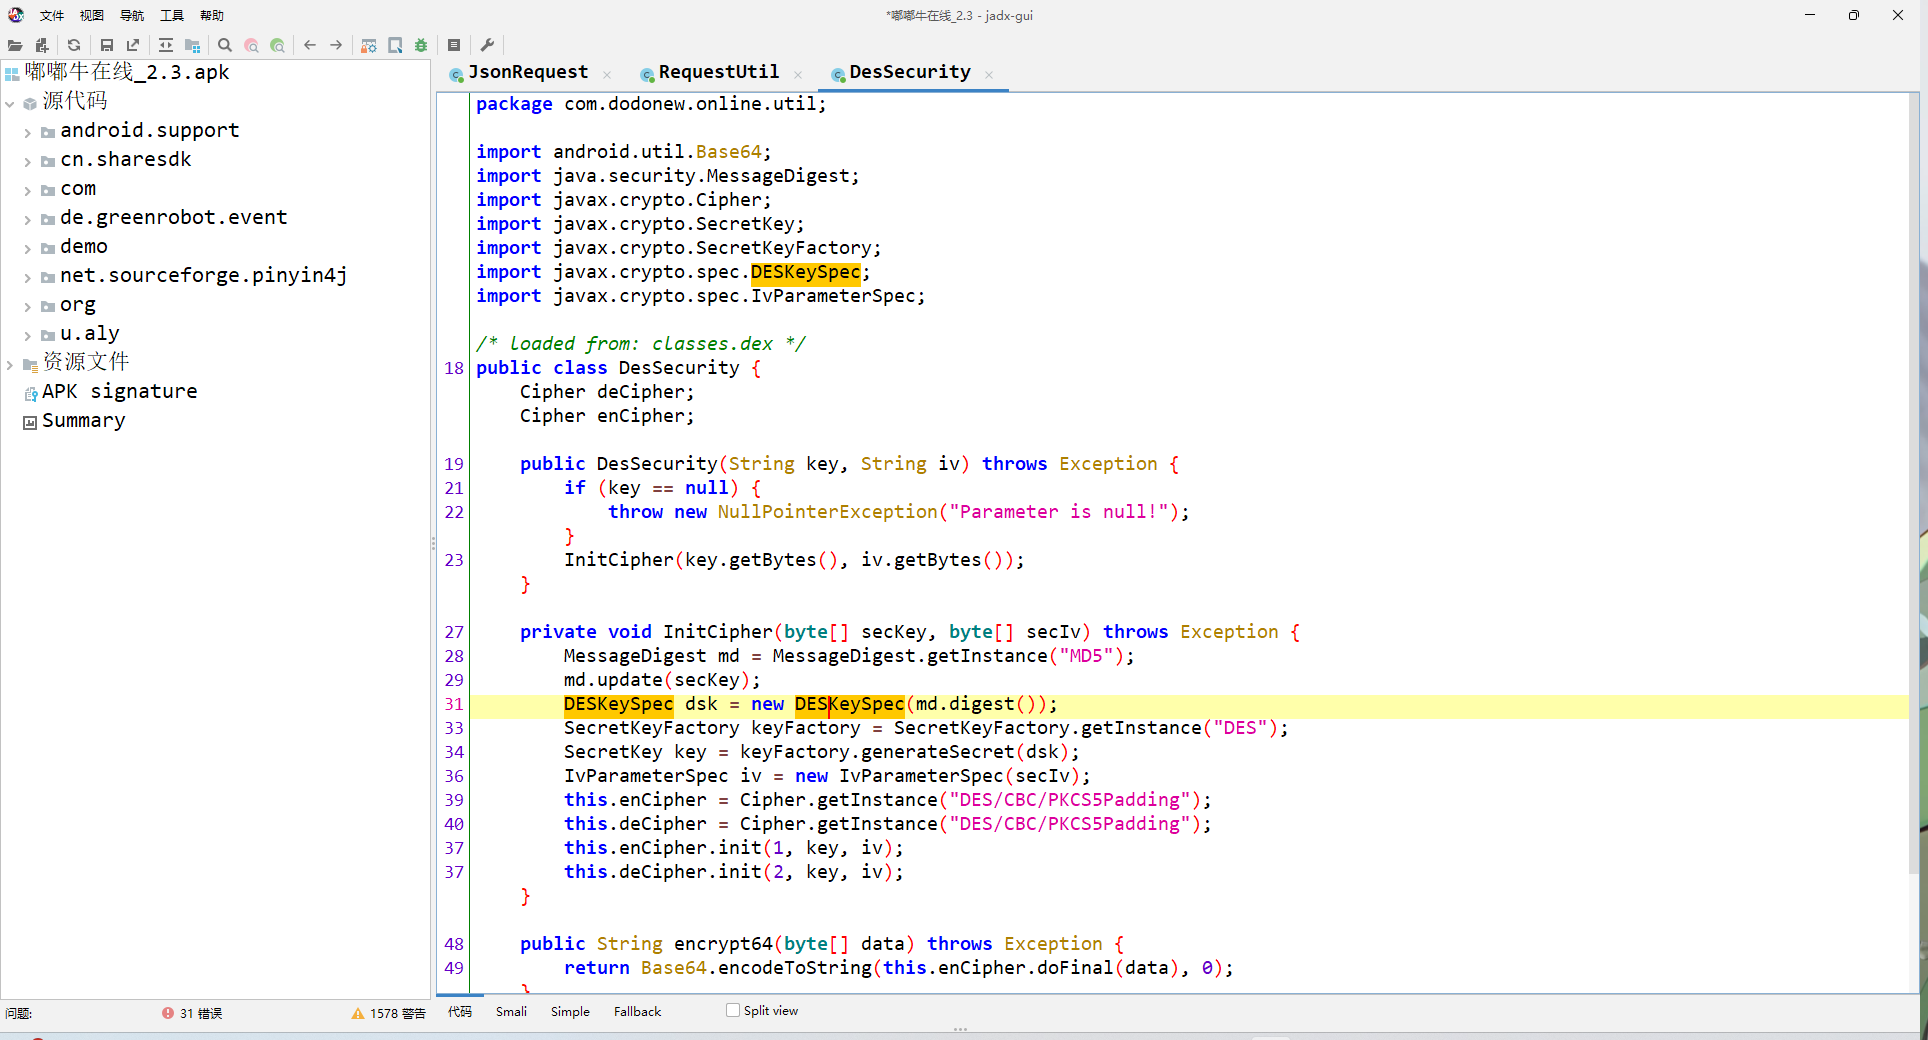 文件 视图 导航 工具 帮助
*嘟嘟牛在线_2.3 - jadx-gui
嘟嘟牛在线_2.3.apk
源代码
android.support
cn.sharesdk
com
de.greenrobot.event
demo
net.sourceforge.pinyin4j
org
u.aly
资源文件
APK signature
Summary
JsonRequest RequestUtil DesSecurity
package com.dodonew.online.util;
import android.util.Base64;
import java.security.MessageDigest;
import javax.crypto.Cipher;
import javax.crypto.SecretKey;
import javax.crypto.SecretKeyFactory;
import javax.crypto.spec.DESKeySpec;
import javax.crypto.spec.IvParameterSpec;
/* loaded from: classes.dex */
18 public class DesSecurity {
Cipher deCipher;
Cipher enCipher;
19 public DesSecurity(String key, String iv) throws Exception {
21 if (key == null) {
22 throw new NullPointerException("Parameter is null!");
}
23 InitCipher(key.getBytes(), iv.getBytes());
}
27 private void InitCipher(byte[] secKey, byte[] secIv) throws Exception {
28 MessageDigest md = MessageDigest.getInstance("MD5");
29 md.update(secKey);
31 DESKeySpec dsk = new DESKeySpec(md.digest());
33 SecretKeyFactory keyFactory = SecretKeyFactory.getInstance("DES");
34 SecretKey key = keyFactory.generateSecret(dsk);
36 IvParameterSpec iv = new IvParameterSpec(secIv);
39 this.enCipher = Cipher.getInstance("DES/CBC/PKCS5Padding");
40 this.deCipher = Cipher.getInstance("DES/CBC/PKCS5Padding");
37 this.enCipher.init(1, key, iv);
37 this.deCipher.init(2, key, iv);
}
48 public String encrypt64(byte[] data) throws Exception {
49 return Base64.encodeToString(this.enCipher.doFinal(data), 0);
}
问题: 31 错误 1578 警告
代码 Smali Simple Fallback Split view